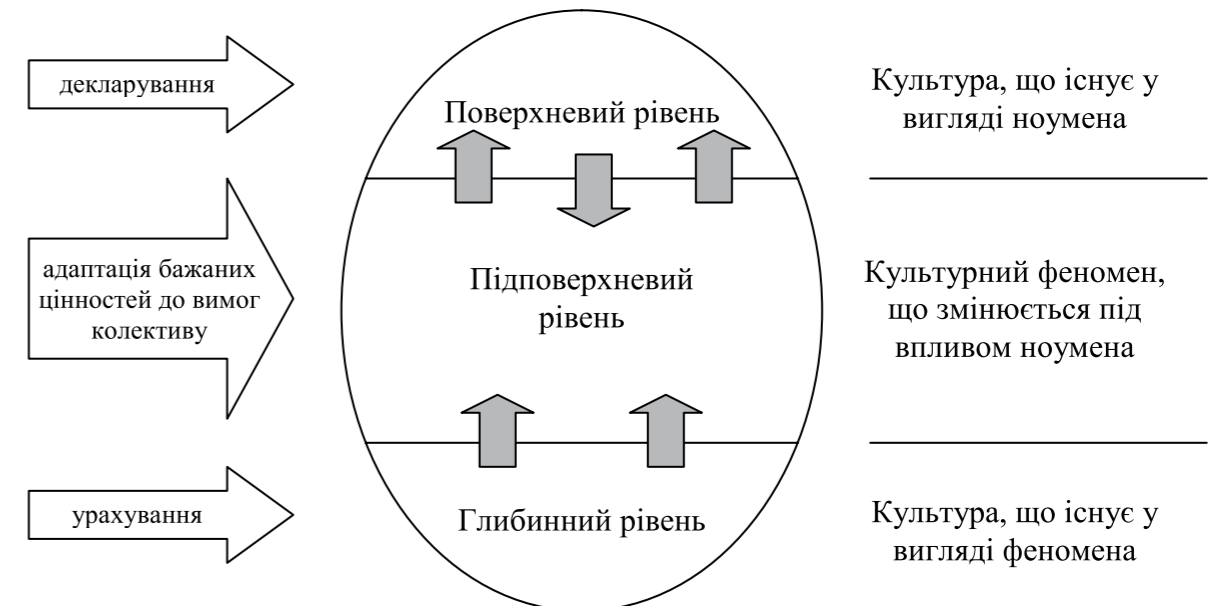 декларування
Поверхневий рівень
Культура, що існує у
вигляді ноумена
адаптація бажаних
цінностей до вимог
колективу
Підповерхневий
рівень
Культурний феномен,
що змінюється під
впливом ноумена
урахування
Глибинний рівень
Культура, що існує у
вигляді феномена